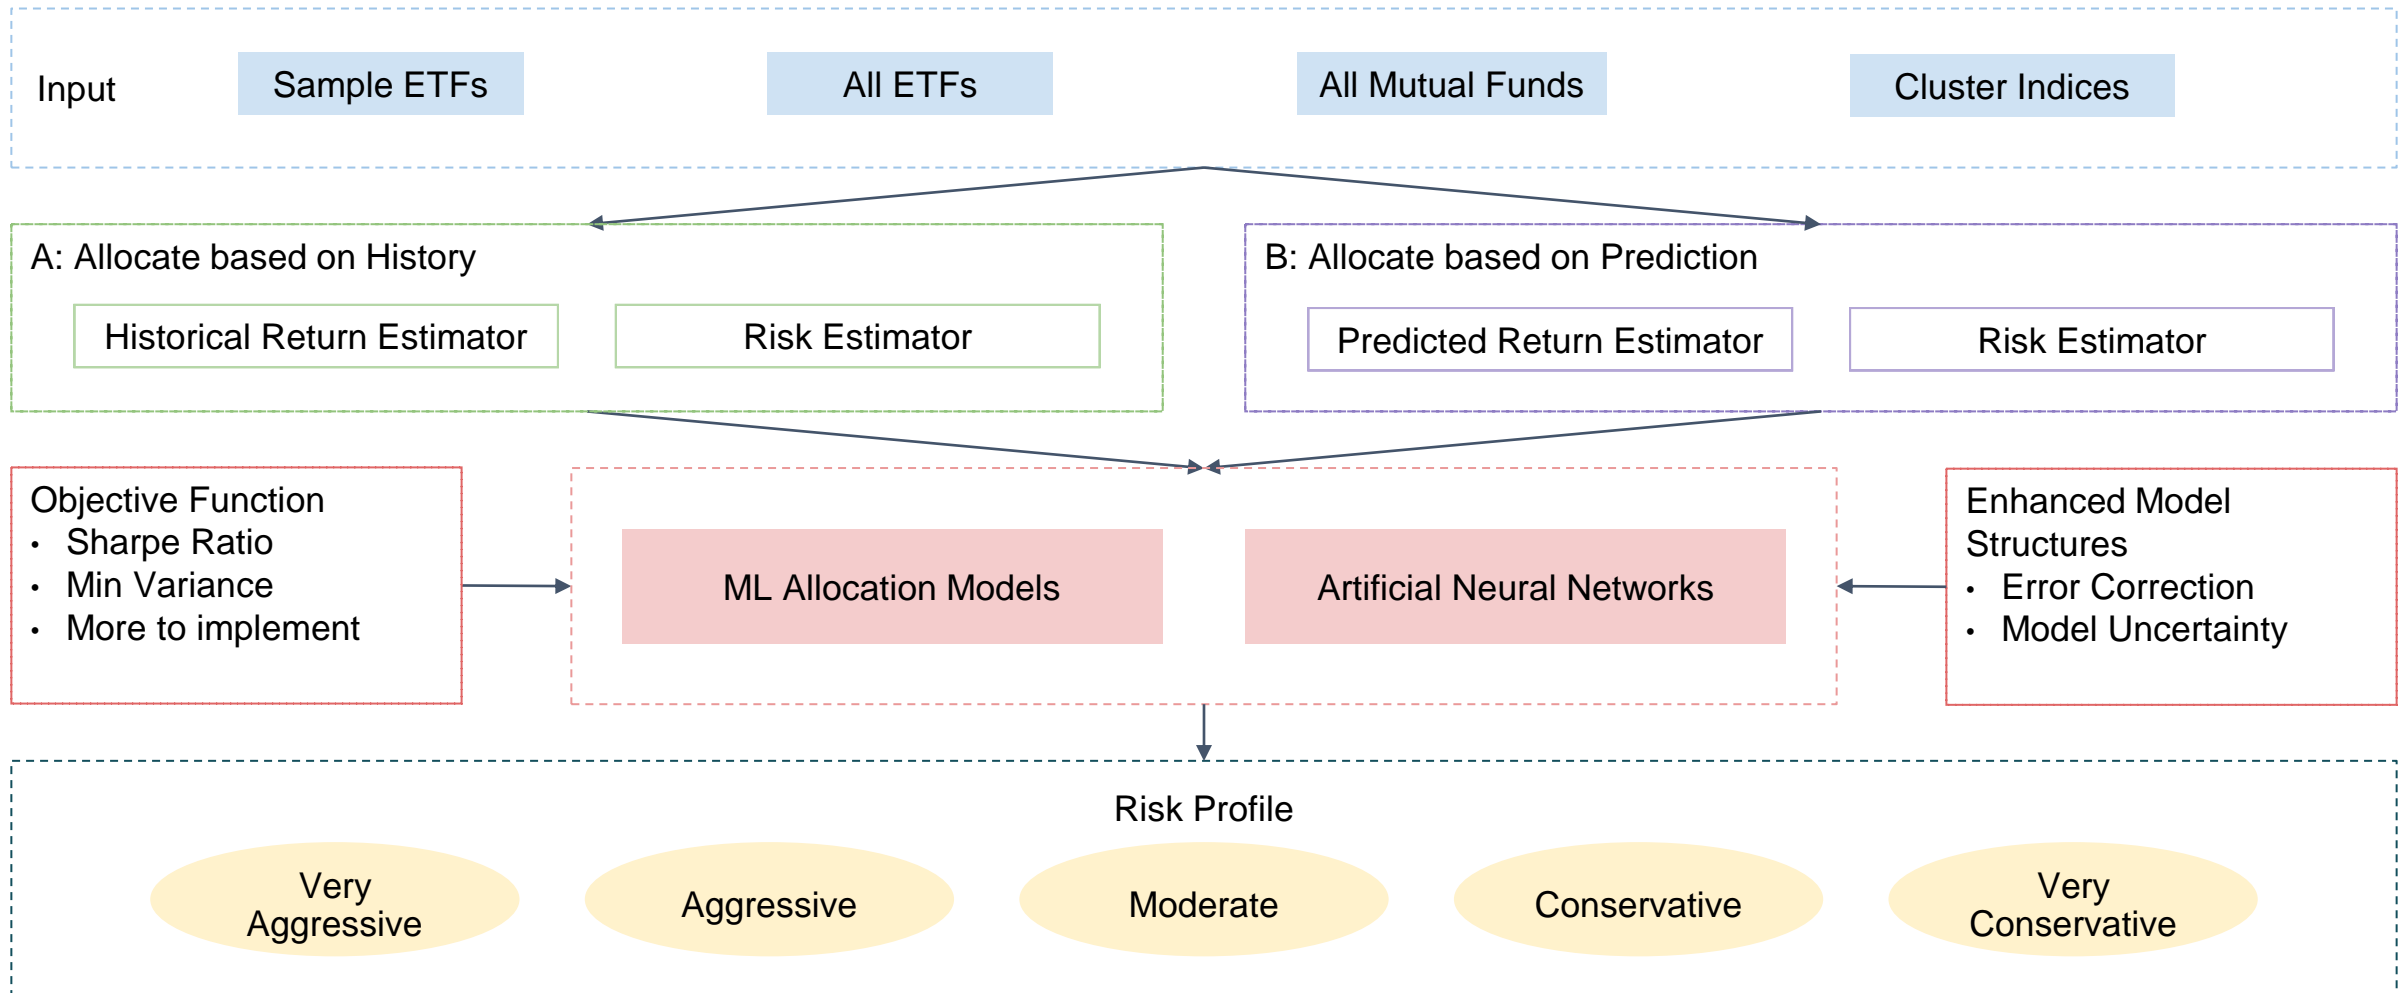 Input
Sample ETFs
All ETFs
All Mutual Funds
Cluster Indices
A: Allocate based on History
Historical Return Estimator
Risk Estimator
B: Allocate based on Prediction
Predicted Return Estimator
Risk Estimator
Objective Function
• Sharpe Ratio
• Min Variance
• More to implement
ML Allocation Models
Artificial Neural Networks
Enhanced Model
Structures
• Error Correction
• Model Uncertainty
Risk Profile
Very
Aggressive
Aggressive
Moderate
Conservative
Very
Conservative